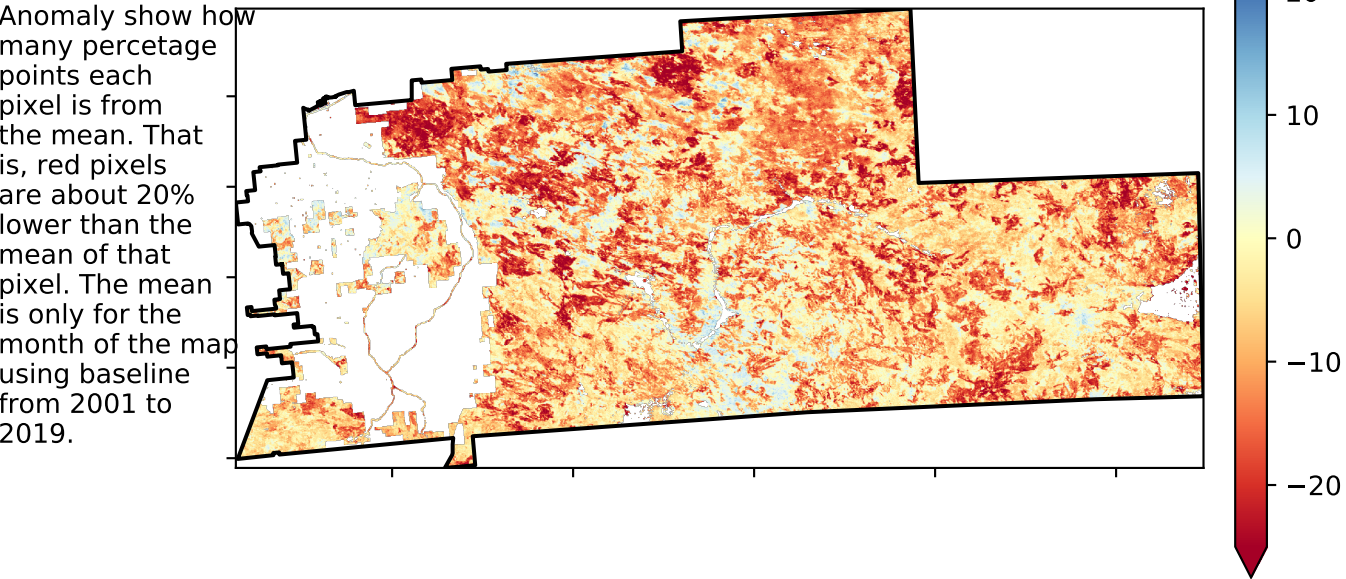 Anomaly show how
many percetage
points each
pixel is from
the mean. That
is, red pixels
are about 20%
lower than the
mean of that
pixel. The mean
is only for the
month of the map
using baseline
from 2001 to
2019.
10
0
−10
−20